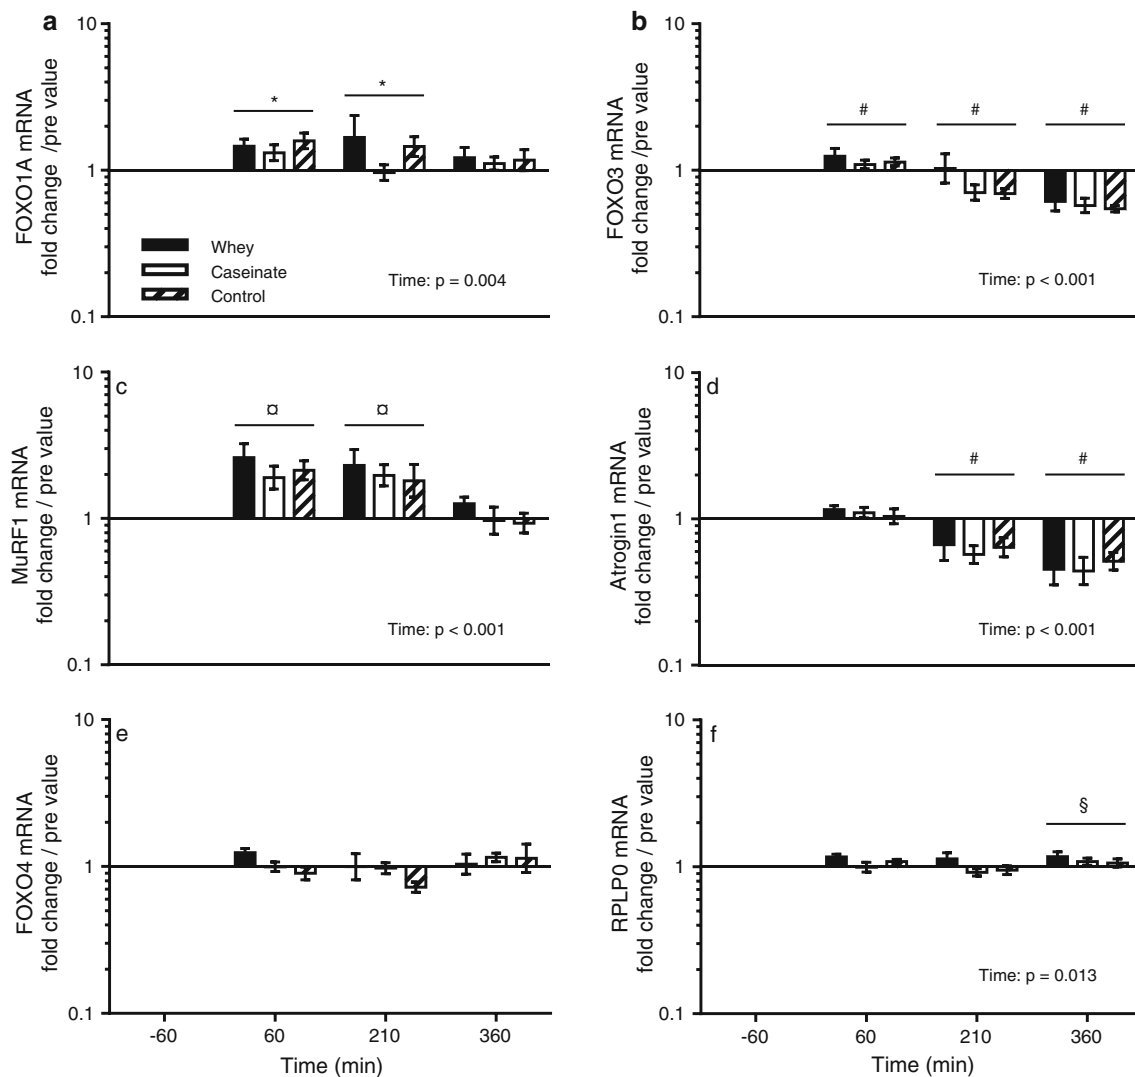 a
10
1
0.1
FOXO1A mRNA
fold change /pre value
*
*
Whey
Caseinate
Control
Time: p = 0.004
b
10
1
0.1
FOXO3 mRNA
fold change /pre value
#
#
#
Time: p < 0.001
c
10
1
0.1
MuRF1 mRNA
fold change / pre value
¤
¤
Time: p < 0.001
d
10
1
0.1
Atrogin1 mRNA
fold change / pre value
#
#
Time: p < 0.001
e
10
1
0.1
FOXO4 mRNA
fold change / pre value
-60
60
210
360
Time (min)
f
10
1
0.1
RPLP0 mRNA
fold change / pre value
§
Time: p = 0.013
-60
60
210
360
Time (min)